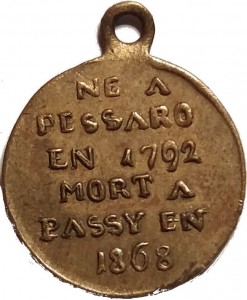 NE A
PESSARO
EN 1792
MORT A
PASSY EN
1868